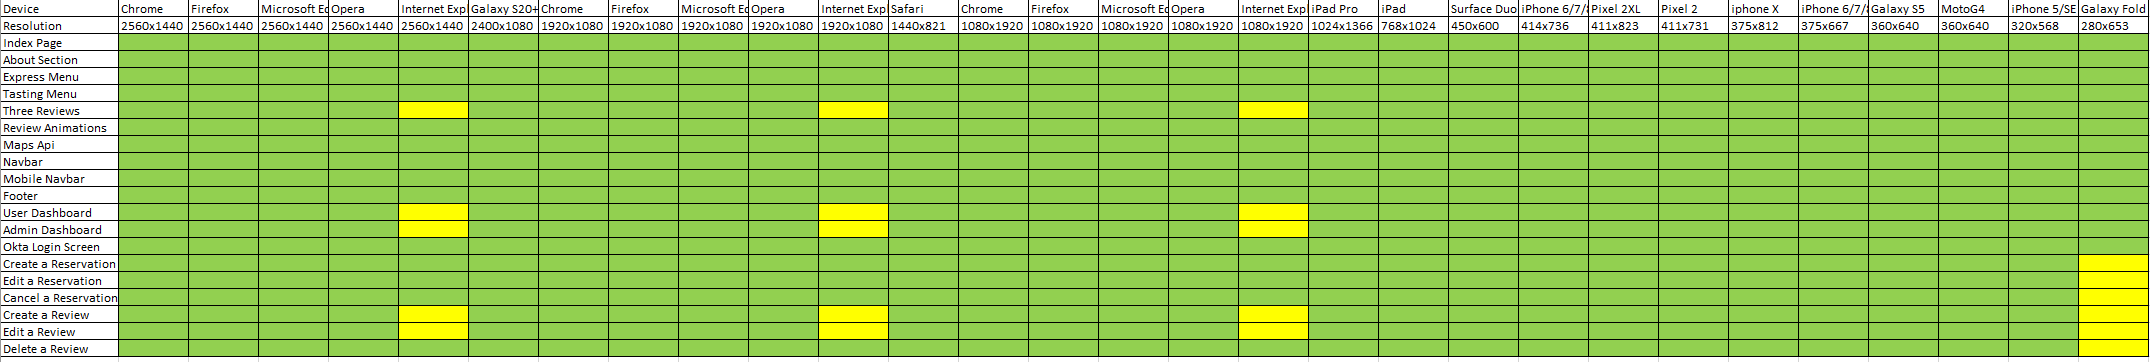 Device Chrome Firefox Microsoft Ed Opera Internet Exp Galaxy S20+ Chrome Firefox Microsoft Ed Opera Internet Exp Safari Chrome Firefox Microsoft Ed Opera Internet Exp iPad Pro iPad Surface Duo iPhone 6/7/8 Pixel 2XL Pixel 2 iphone X iPhone 6/7/8 Galaxy S5 MotoG4 iPhone 5/SE Galaxy Fold
Resolution 2560x1440 2560x1440 2560x1440 2560x1440 2560x1440 2400x1080 1920x1080 1920x1080 1920x1080 1920x1080 1920x1080 1440x821 1080x1920 1080x1920 1080x1920 1080x1920 1080x1920 1024x1366 768x1024 450x600 414x736 411x823 411x731 375x812 375x667 360x640 360x640 320x568 280x653
Index Page
About Section
Express Menu
Tasting Menu
Three Reviews
Review Animations
Maps Api
Navbar
Mobile Navbar
Footer
User Dashboard
Admin Dashboard
Okta Login Screen
Create a Reservation
Edit a Reservation
Cancel a Reservation
Create a Review
Edit a Review
Delete a Review